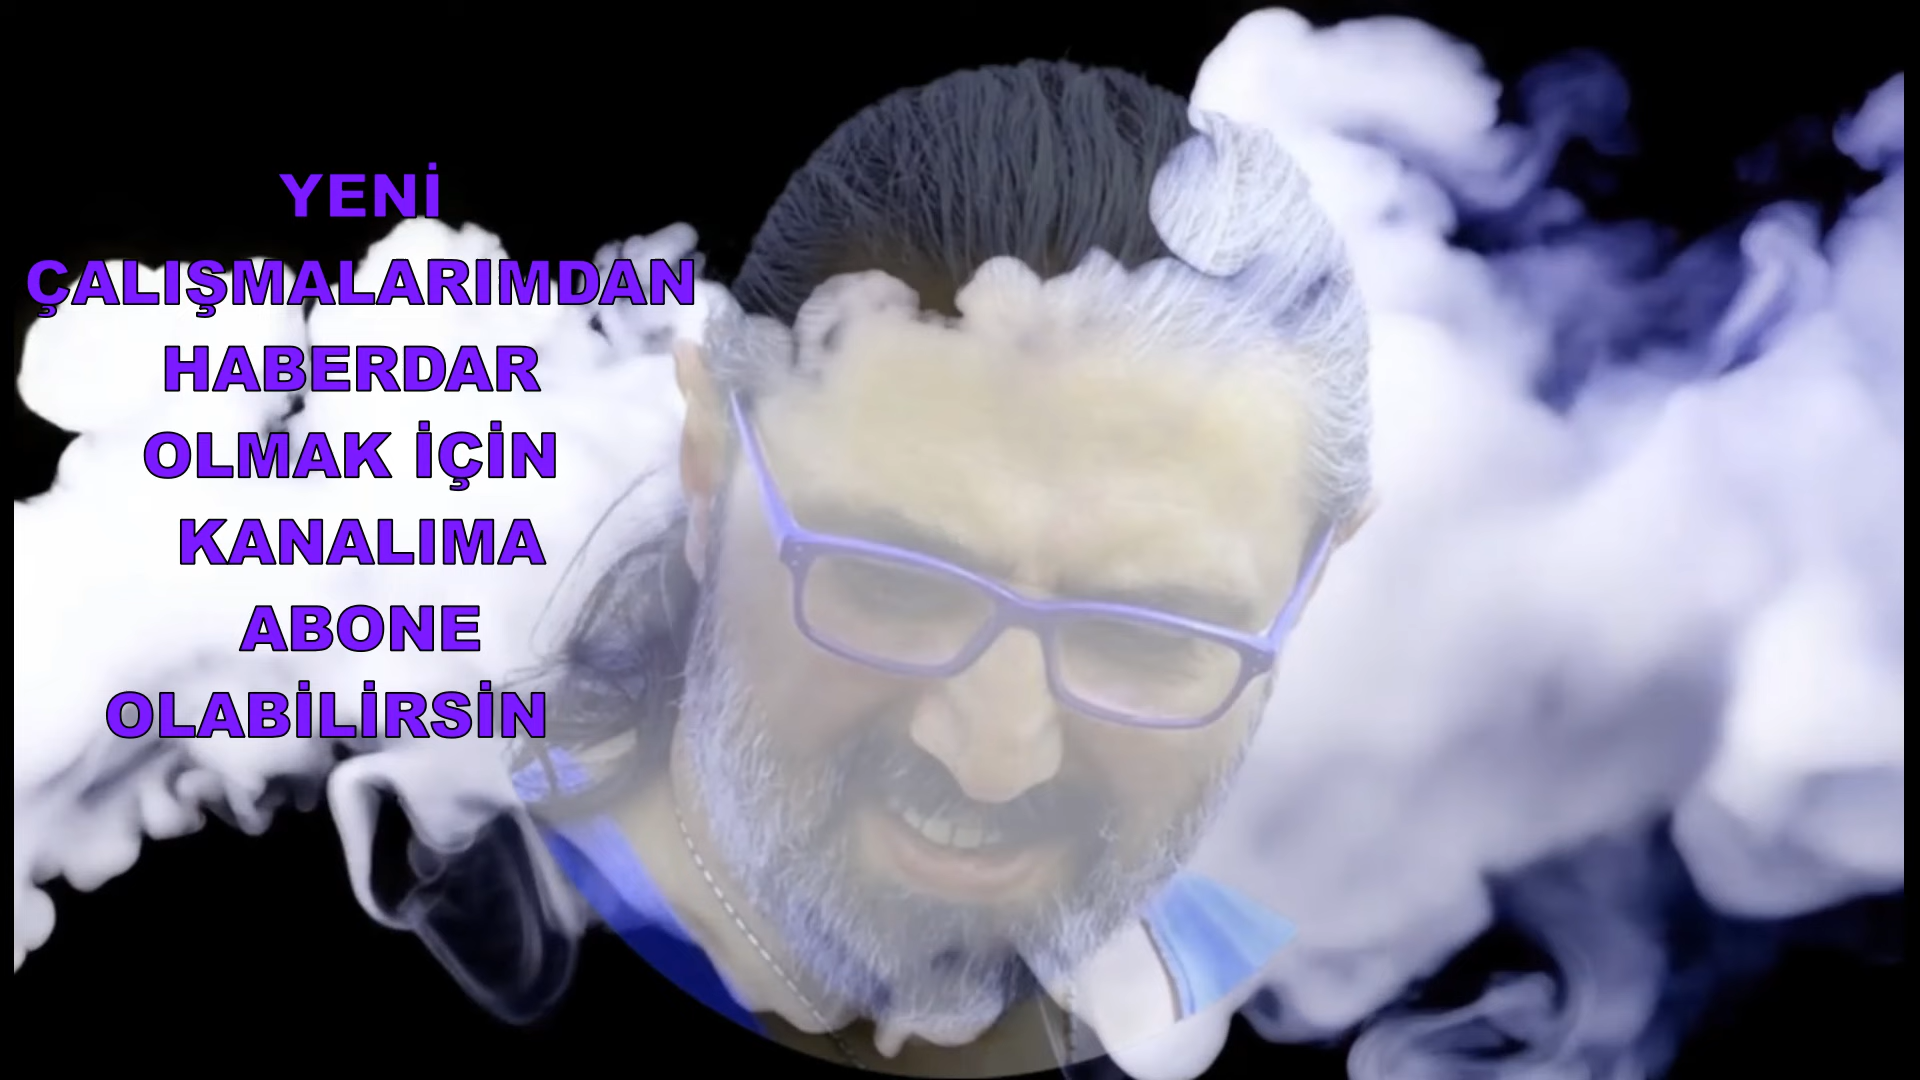 YENİ
ÇALIŞMALARIMDAN
HABERDAR
OLMAK İÇİN
KANALIMA
ABONE
OLABİLİRSİN